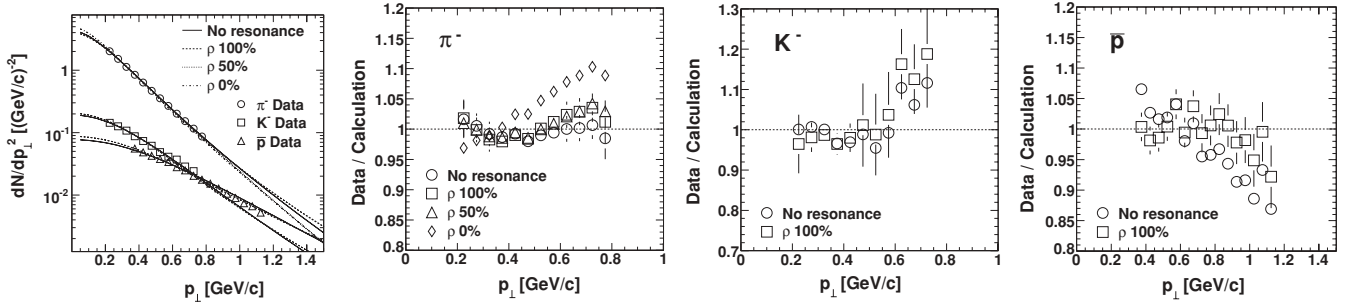 dN/dp⊥² [(GeV/c)⁻²]
1
10⁻¹
10⁻²
No resonance
ρ 100%
ρ 50%
ρ 0%
π⁻ Data
K⁻ Data
p̅ Data
0 0.2 0.4 0.6 0.8 1 1.2 1.4
p⊥ [GeV/c]
Data / Calculation
1.2
1.15
1.1
1.05
1
0.95
0.9
0.85
0.8
π⁻
No resonance
ρ 100%
ρ 50%
ρ 0%
0 0.2 0.4 0.6 0.8 1
p⊥ [GeV/c]
Data / Calculation
1.3
1.2
1.1
1
0.9
0.8
0.7
K⁻
No resonance
ρ 100%
0 0.2 0.4 0.6 0.8 1
p⊥ [GeV/c]
Data / Calculation
1.2
1.15
1.1
1.05
1
0.95
0.9
0.85
0.8
p̅
No resonance
ρ 100%
0 0.2 0.4 0.6 0.8 1 1.2 1.4
p⊥ [GeV/c]